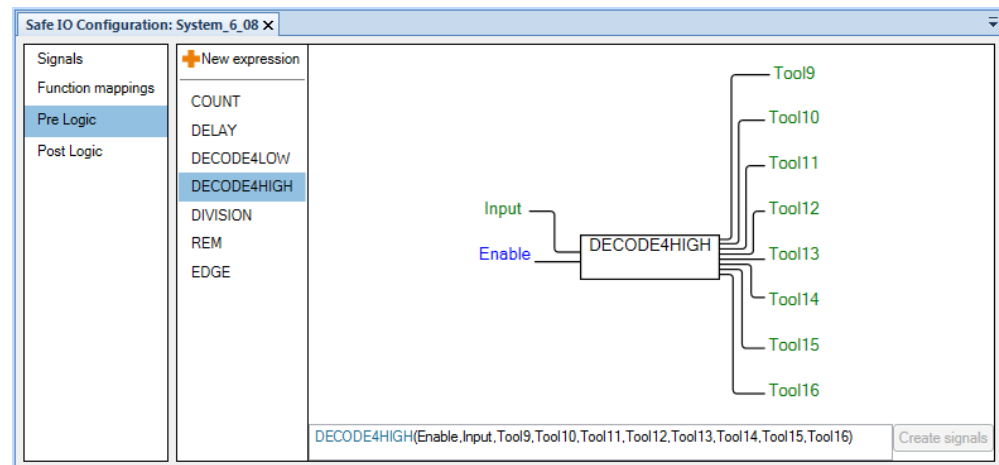 Safe IO Configuration: System_6_08 X
Signals
Function mappings
Pre Logic
Post Logic
New expression
COUNT
DELAY
DECODE4LOW
DECODE4HIGH
DIVISION
REM
EDGE
Input
Enable
DECODE4HIGH
Tool9
Tool10
Tool11
Tool12
Tool13
Tool14
Tool15
Tool16
DECODE4HIGH(Enable,Input,Tool9,Tool10,Tool11,Tool12,Tool13,Tool14,Tool15,Tool16)
Create signals